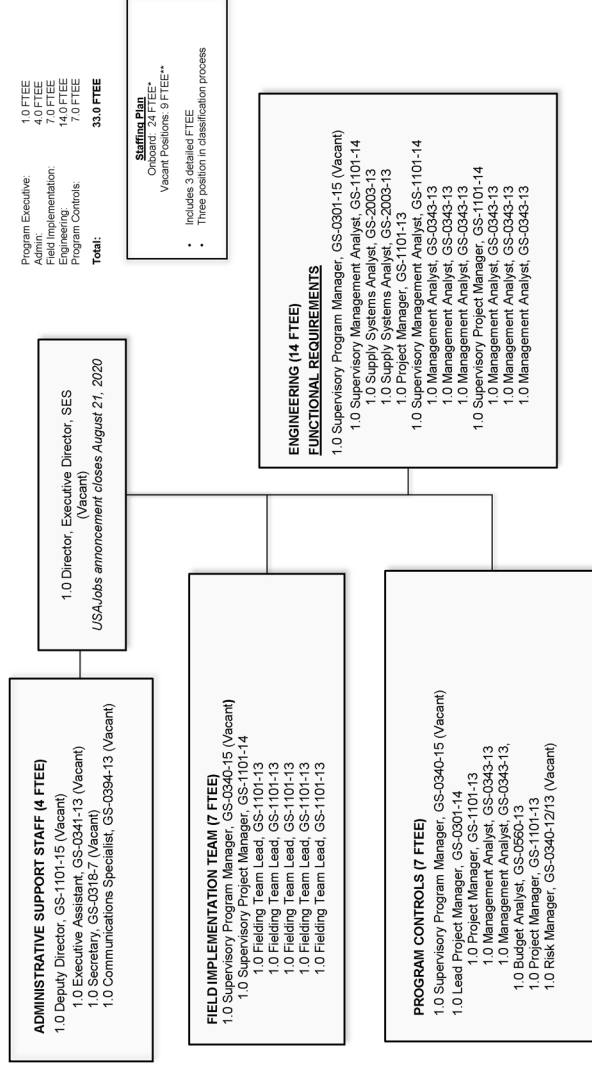 Program Executive: 1.0 FTEE
Admin: 4.0 FTEE
Field Implementation: 7.0 FTEE
Engineering: 14.0 FTEE
Program Controls: 7.0 FTEE
Total: 33.0 FTEE
Staffing Plan
Onboard: 24 FTEE*
Vacant Positions: 9 FTEE**
• Includes 3 detailed FTEE
• Three position in classification process
1.0 Director, Executive Director, SES
(Vacant)
USAJobs annoncement closes August 21, 2020
ADMINISTRATIVE SUPPORT STAFF (4 FTEE)
1.0 Deputy Director, GS-1101-15 (Vacant)
1.0 Executive Assistant, GS-0341-13 (Vacant)
1.0 Secretary, GS-0318-7 (Vacant)
1.0 Communications Specialist, GS-0394-13 (Vacant)
FIELD IMPLEMENTATION TEAM (7 FTEE)
1.0 Supervisory Program Manager, GS-0340-15 (Vacant)
1.0 Supervisory Project Manager, GS-1101-14
1.0 Fielding Team Lead, GS-1101-13
1.0 Fielding Team Lead, GS-1101-13
1.0 Fielding Team Lead, GS-1101-13
1.0 Fielding Team Lead, GS-1101-13
1.0 Fielding Team Lead, GS-1101-13
ENGINEERING (14 FTEE)
FUNCTIONAL REQUIREMENTS
1.0 Supervisory Program Manager, GS-0301-15 (Vacant)
1.0 Supervisory Management Analyst, GS-1101-14
1.0 Supply Systems Analyst, GS-2003-13
1.0 Supply Systems Analyst, GS-2003-13
1.0 Project Manager, GS-1101-13
1.0 Supervisory Management Analyst, GS-1101-14
1.0 Management Analyst, GS-0343-13
1.0 Management Analyst, GS-0343-13
1.0 Management Analyst, GS-0343-13
1.0 Supervisory Project Manager, GS-1101-14
1.0 Management Analyst, GS-0343-13
1.0 Management Analyst, GS-0343-13
1.0 Management Analyst, GS-0343-13
PROGRAM CONTROLS (7 FTEE)
1.0 Supervisory Program Manager, GS-0340-15 (Vacant)
1.0 Lead Project Manager, GS-0301-14
1.0 Project Manager, GS-1101-13
1.0 Management Analyst, GS-0343-13
1.0 Management Analyst, GS-0343-13,
1.0 Budget Analyst, GS-0560-13
1.0 Project Manager, GS-1101-13
1.0 Risk Manager, GS-0340-12/13 (Vacant)